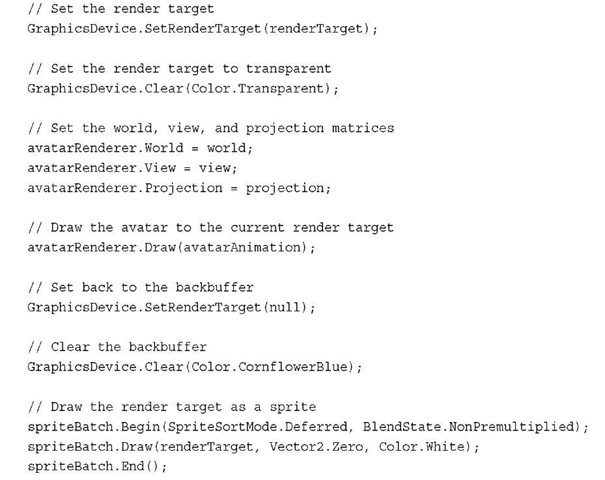 // Set the render target
GraphicsDevice.SetRenderTarget(renderTarget);

// Set the render target to transparent
GraphicsDevice.Clear(Color.Transparent);

// Set the world, view, and projection matrices
avatarRenderer.World = world;
avatarRenderer.View = view;
avatarRenderer.Projection = projection;

// Draw the avatar to the current render target
avatarRenderer.Draw(avatarAnimation);

// Set back to the backbuffer
GraphicsDevice.SetRenderTarget(null);

// Clear the backbuffer
GraphicsDevice.Clear(Color.CornflowerBlue);

// Draw the render target as a sprite
spriteBatch.Begin(SpriteSortMode.Deferred, BlendState.NonPremultiplied);
spriteBatch.Draw(renderTarget, Vector2.Zero, Color.White);
spriteBatch.End();